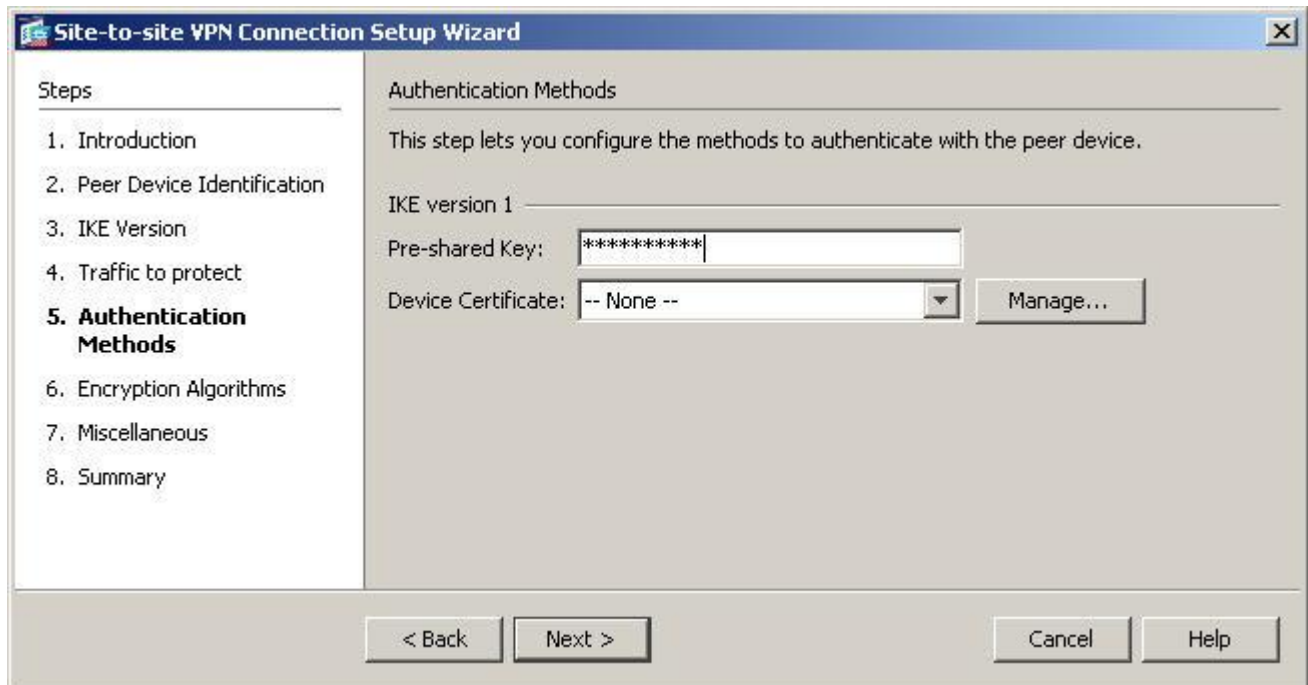 Site-to-site VPN Connection Setup Wizard
Steps
1. Introduction
2. Peer Device Identification
3. IKE Version
4. Traffic to protect
5. Authentication
Methods
6. Encryption Algorithms
7. Miscellaneous
8. Summary
Authentication Methods
This step lets you configure the methods to authenticate with the peer device.
IKE version 1
Pre-shared Key: **********
Device Certificate: -- None -- Manage...
< Back Next > Cancel Help